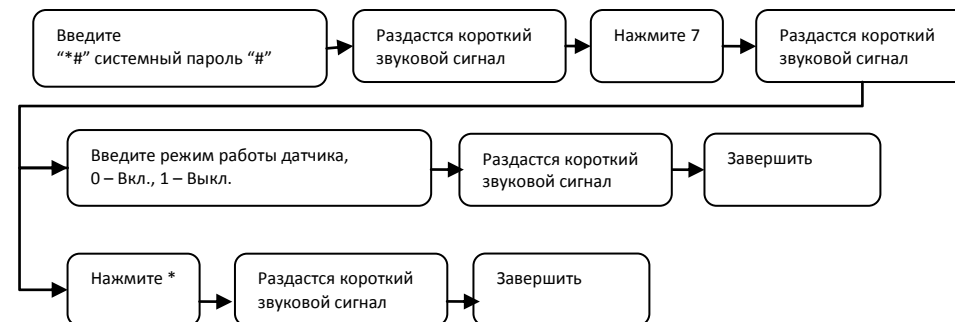 Введите
“*#” системный пароль “#”
Раздастся короткий
звуковой сигнал
Нажмите 7
Раздастся короткий
звуковой сигнал
Введите режим работы датчика,
0 – Вкл., 1 – Выкл.
Раздастся короткий
звуковой сигнал
Завершить
Нажмите *
Раздастся короткий
звуковой сигнал
Завершить